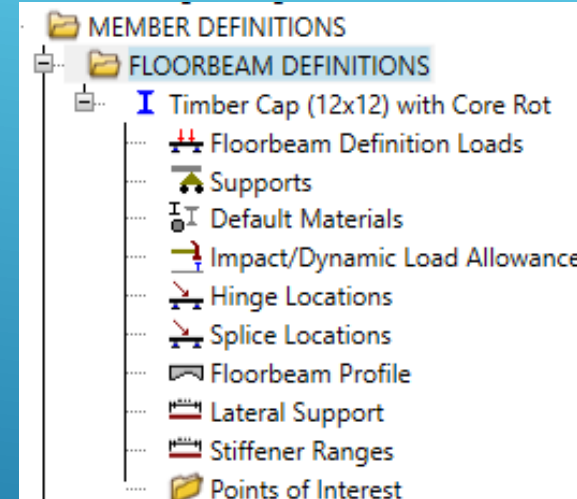 MEMBER DEFINITIONS
FLOORBEAM DEFINITIONS
Timber Cap (12x12) with Core Rot
Floorbeam Definition Loads
Supports
Default Materials
Impact/Dynamic Load Allowance
Hinge Locations
Splice Locations
Floorbeam Profile
Lateral Support
Stiffener Ranges
Points of Interest